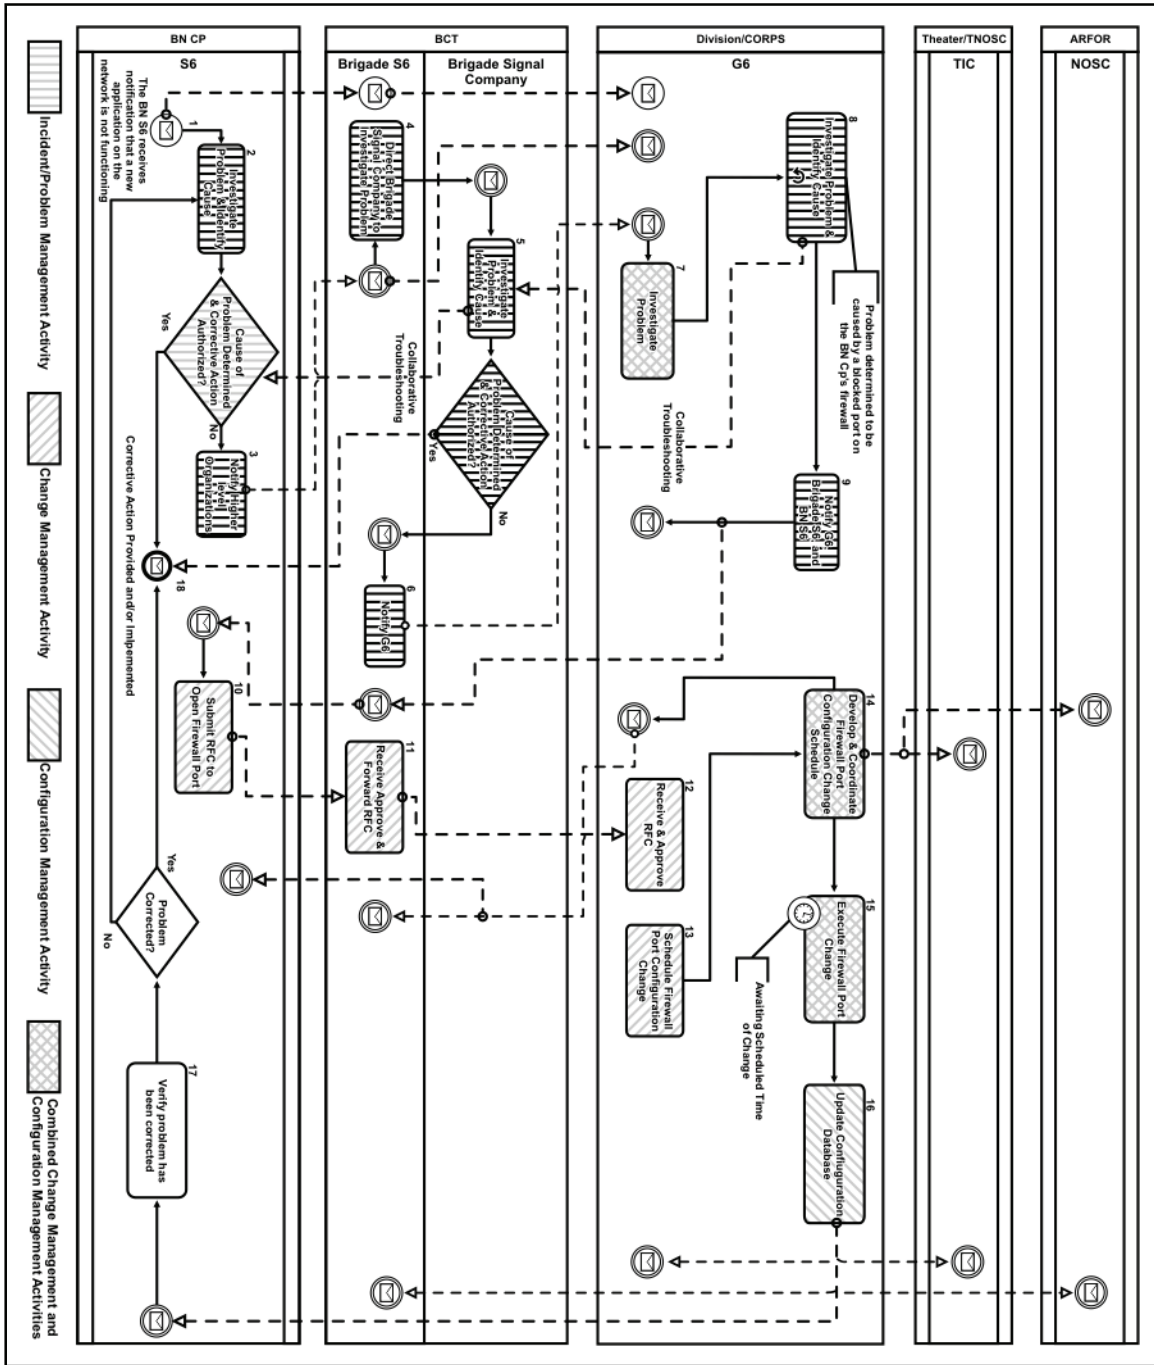 BN CP
BCT
Division/CORPS
Theater/TNOSC
ARFOR
S6
Brigade S6
Brigade Signal
Company
G6
TIC
NOSC
The BN S6 receives
notification that a new
application on the
network is not functioning
1
2
Investigate
Problem & Identify
Cause
Cause of
Problem Determined
& Corrective Action
Authorized?
Yes
No
3
Notify Higher
level
Organizations
18
Corrective Action Provided and/or Imlpemented
4
Direct Brigade
Signal Company to
Investigate Problem
5
Investigate
Problem &
Identify Cause
Collaborative
Troubleshooting
Cause of
Problem Determined
& Corrective Action
Authorized?
Yes
No
6
Notify G6
7
Investigate
Problem
8
Investigate Problem &
Identify Cause
Problem determined to be
caused by a blocked port on
the BN Cp's firewall
Collaborative
Troubleshooting
9
Notify G6
Brigade S6 and
BN S6
10
Submit RFC to
Open Firewall Port
11
Receive Approve &
Forward RFC
12
Receive & Approve
RFC
13
Schedule Firewall
Port Configuration
Change
14
Develop & Coordinate
Firewall Port
Configuration Change
Schedule
15
Execute Firewall Port
Change
Awaiting Scheduled Time
of Change
16
Update Confiuguration
Database
17
Verify problem has
been corrected
Problem
Corrected?
Yes
No
Incident/Problem Management Activity
Change Management Activity
Configuration Management Activity
Combined Change Management and
Configuration Management Activities